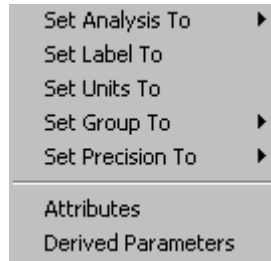 Set Analysis To
Set Label To
Set Units To
Set Group To
Set Precision To
Attributes
Derived Parameters